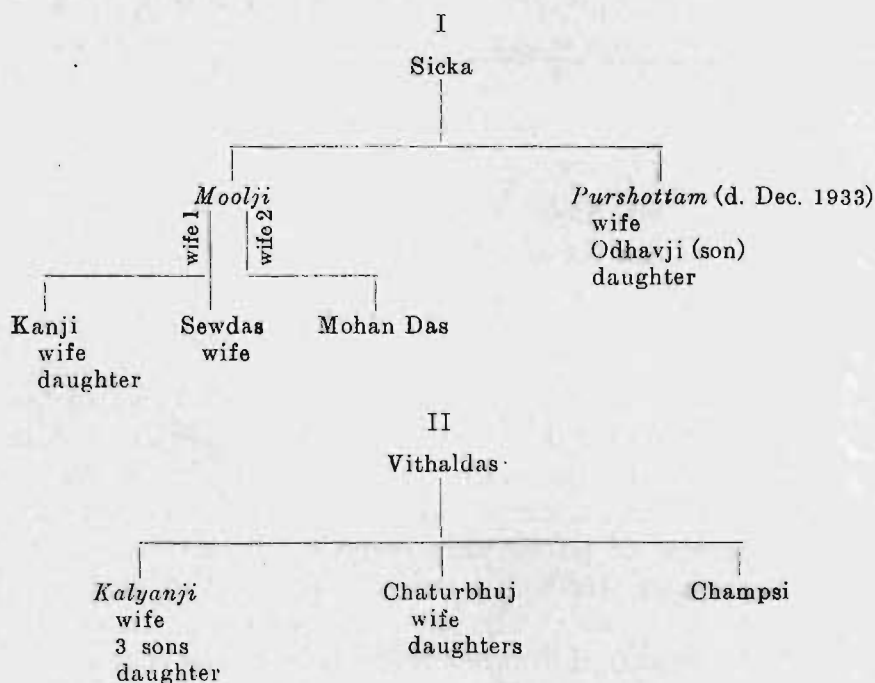 I
Sicka
Moolji
Purshottam (d. Dec. 1933)
wife
Odhavji (son)
daughter
wife 1
wife 2
Kanji
wife
daughter
Sewdas
wife
Mohan Das
II
Vithaldas
Kalyanji
wife
3 sons
daughter
Chaturbhuj
wife
daughters
Champsi